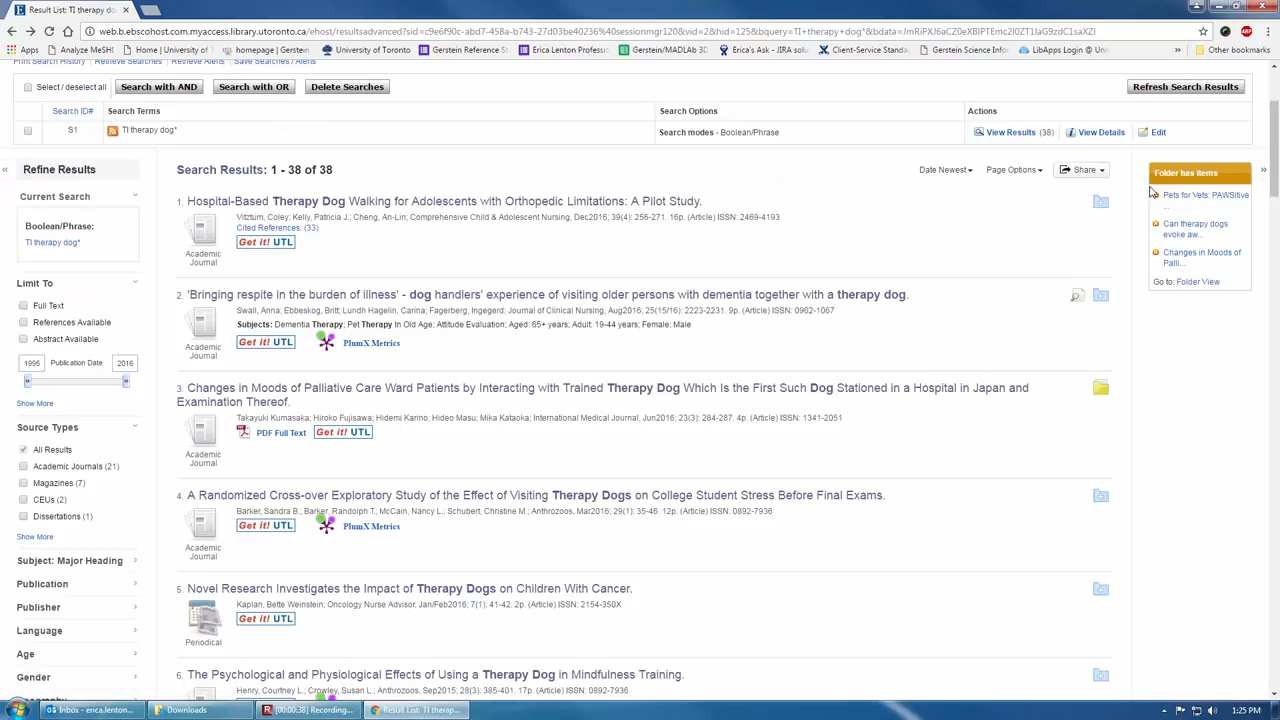 Result List: TI therapy do
web.b.ebscohost.com.myaccess.library.utoronto.ca/ehost/resultsadvanced?sid=c9e6f90c-abd7-458a-b743-27d03be40236%40sessionmgr120&vid=2&hid=125&bquery=TI+therapy+dog*&bdata=JmRiPXJ6aCZ0eXBlPTEmc2l0ZT1laG9zdC1saXZl
Apps Analyze MeSH! Home | University of homepage | Gerstein University of Toronto Gerstein Reference Erica Lenton Profession Gerstein/MADLab Erica's Ask - JIRA Client-Service Standard Gerstein Science Infor LibApps Login Other bookmarks
Print Search History Retrieve Searches Retrieve Alerts Save Searches / Alerts
Select / deselect all Search with AND Search with OR Delete Searches Refresh Search Results
Search ID# Search Terms Search Options Actions
S1 TI therapy dog* Search modes - Boolean/Phrase View Results (38) View Details Edit
Refine Results
Current Search
Boolean/Phrase:
TI therapy dog*
Limit To
Full Text
References Available
Abstract Available
1995 Publication Date 2016
Show More
Source Types
All Results
Academic Journals (21)
Magazines (7)
CEUs (2)
Dissertations (1)
Show More
Subject: Major Heading
Publication
Publisher
Language
Age
Gender
Search Results: 1 - 38 of 38
Date Newest Page Options Share
1. Hospital-Based Therapy Dog Walking for Adolescents with Orthopedic Limitations: A Pilot Study.
Vitztum, Coley; Kelly, Patricia J.; Cheng, An-Lin; Comprehensive Child & Adolescent Nursing, Dec2016; 39(4): 256-271. 16p. (Article) ISSN: 2469-4193
Cited References: (33)
Get it! UTL
Academic
Journal
2. 'Bringing respite in the burden of illness' - dog handlers' experience of visiting older persons with dementia together with a therapy dog.
Swall, Anna; Ebbeskog, Britt; Lundh Hagelin, Carina; Fagerberg, Ingegerd; Journal of Clinical Nursing, Aug2016; 25(15/16): 2223-2231. 9p. (Article) ISSN: 0962-1067
Subjects: Dementia Therapy; Pet Therapy In Old Age; Attitude Evaluation; Aged: 65+ years; Adult: 19-44 years; Female; Male
Get it! UTL PlumX Metrics
Academic
Journal
3. Changes in Moods of Palliative Care Ward Patients by Interacting with Trained Therapy Dog Which Is the First Such Dog Stationed in a Hospital in Japan and
Examination Thereof.
Takayuki Kumasaka; Hiroko Fujisawa; Hidemi Karino; Hideo Masu; Mika Kataoka; International Medical Journal, Jun2016; 23(3): 284-287. 4p. (Article) ISSN: 1341-2051
PDF Full Text Get it! UTL
Academic
Journal
4. A Randomized Cross-over Exploratory Study of the Effect of Visiting Therapy Dogs on College Student Stress Before Final Exams.
Barker, Sandra B.; Barker, Randolph T.; McCain, Nancy L.; Schubert, Christine M.; Anthrozoos, Mar2016; 29(1): 35-46. 12p. (Article) ISSN: 0892-7936
Get it! UTL PlumX Metrics
Academic
Journal
5. Novel Research Investigates the Impact of Therapy Dogs on Children With Cancer.
Kaplan, Bette Weinstein; Oncology Nurse Advisor, Jan/Feb2016; 7(1): 41-42. 2p. (Article) ISSN: 2154-350X
Get it! UTL
Periodical
6. The Psychological and Physiological Effects of Using a Therapy Dog in Mindfulness Training.
Henry, Courtney L.; Crowley, Susan L.; Anthrozoos, Sep2015; 28(3): 385-401. 17p. (Article) ISSN: 0892-7936
Folder has items
Pets for Vets: PAWSitive
...
Can therapy dogs
evoke aw...
Changes in Moods of
Palli...
Go to: Folder View
Inbox - erica.lenton... Downloads [00:00:38] Recording... Result List: TI therap... 1:25 PM